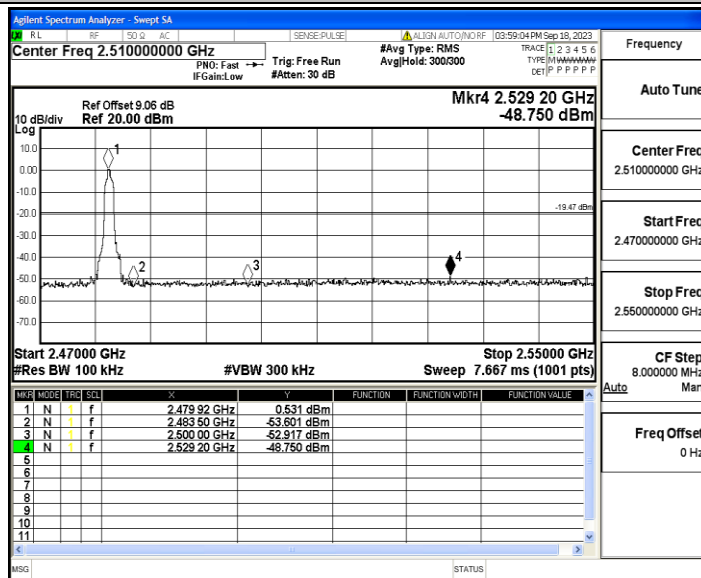 Agilent Spectrum Analyzer - Swept SA
RL RF 50 Ω AC SENSE:PULSE ALIGN AUTO/NO RF 03:59:04 PM Sep 18, 2023
Center Freq 2.510000000 GHz
PNO: Fast
IFGain:Low
Trig: Free Run
#Atten: 30 dB
#Avg Type: RMS
Avg|Hold: 300/300
TRACE 1 2 3 4 5 6
TYPE MWWWWW
DET P P P P P P
Ref Offset 9.06 dB
Ref 20.00 dBm
10 dB/div
Log
Mkr4 2.529 20 GHz
-48.750 dBm
10.0
0.00
-10.0
-20.0
-30.0
-40.0
-50.0
-60.0
-70.0
1
2
3
4
-19.47 dBm
Start 2.47000 GHz Stop 2.55000 GHz
#Res BW 100 kHz #VBW 300 kHz Sweep 7.667 ms (1001 pts)
MKR MODE TRC SCL X Y FUNCTION FUNCTION WIDTH FUNCTION VALUE
1 N 1 f 2.479 92 GHz 0.531 dBm
2 N 1 f 2.483 50 GHz -53.601 dBm
3 N 1 f 2.500 00 GHz -52.917 dBm
4 N 1 f 2.529 20 GHz -48.750 dBm
5
6
7
8
9
10
11
MSG STATUS
Frequency
Auto Tune
Center Freq
2.510000000 GHz
Start Freq
2.470000000 GHz
Stop Freq
2.550000000 GHz
CF Step
8.000000 MHz
Auto Man
Freq Offset
0 Hz